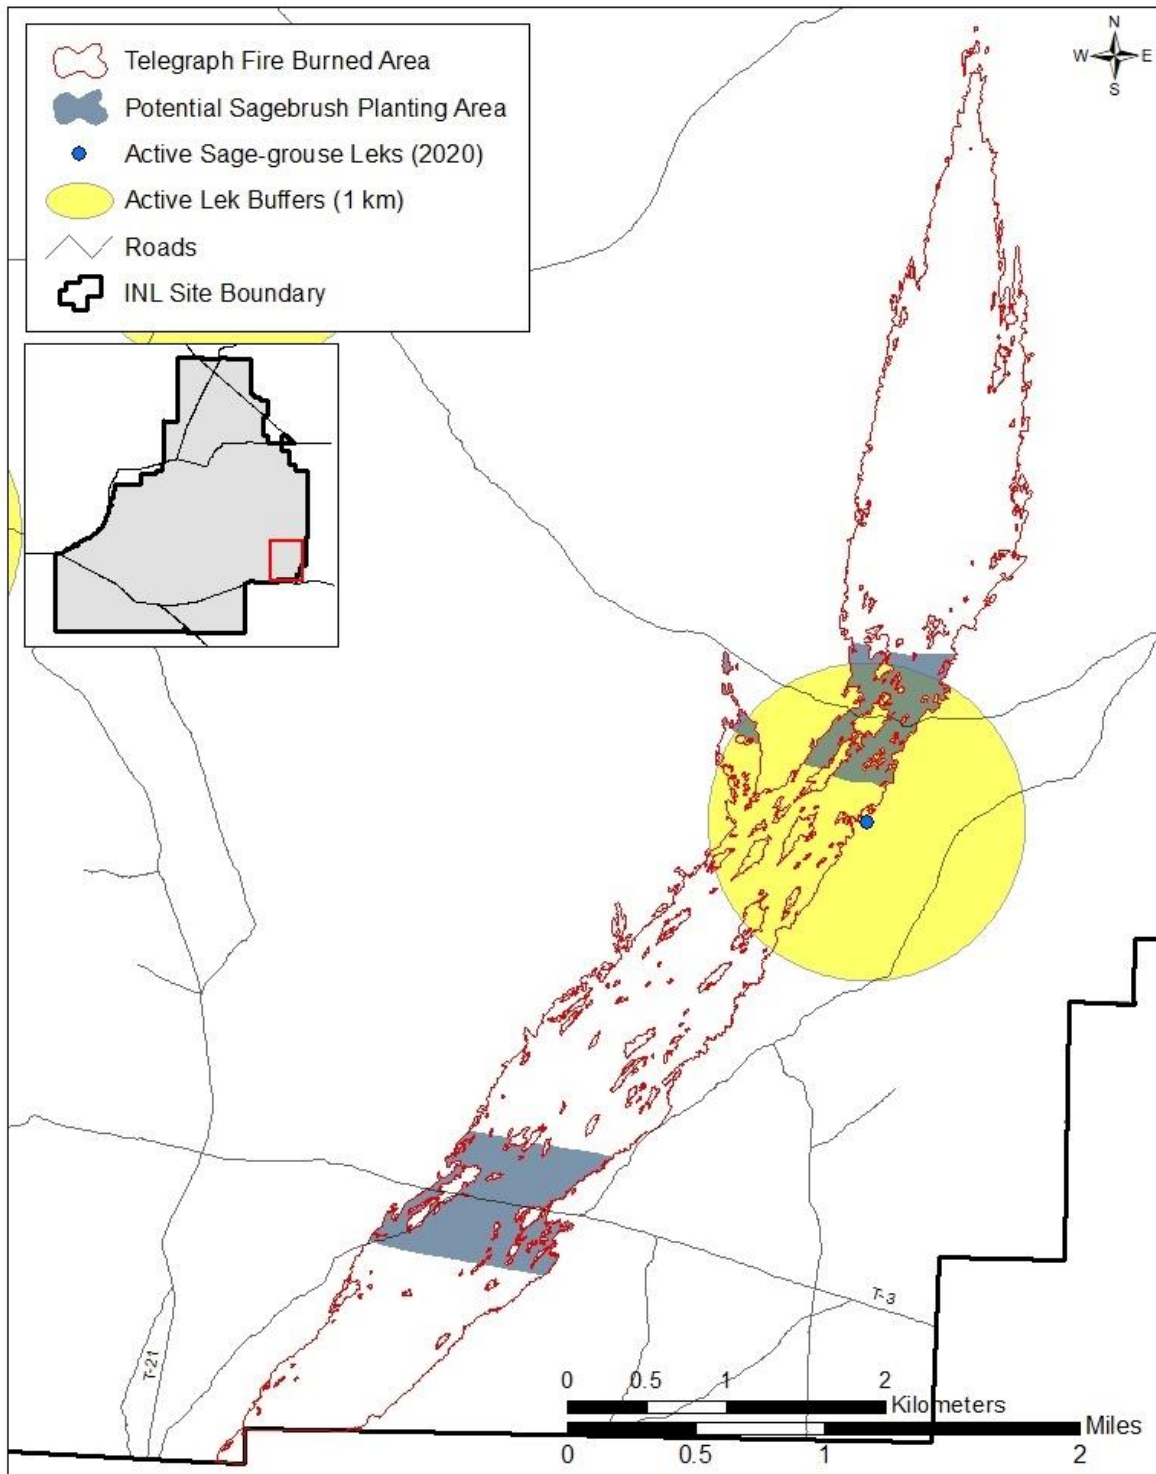 N
W E
S
Telegraph Fire Burned Area
Potential Sagebrush Planting Area
Active Sage-grouse Leks (2020)
Active Lek Buffers (1 km)
Roads
INL Site Boundary
T-3
T-21
0 0.5 1 2
Kilometers
Miles
0 0.5 1 2